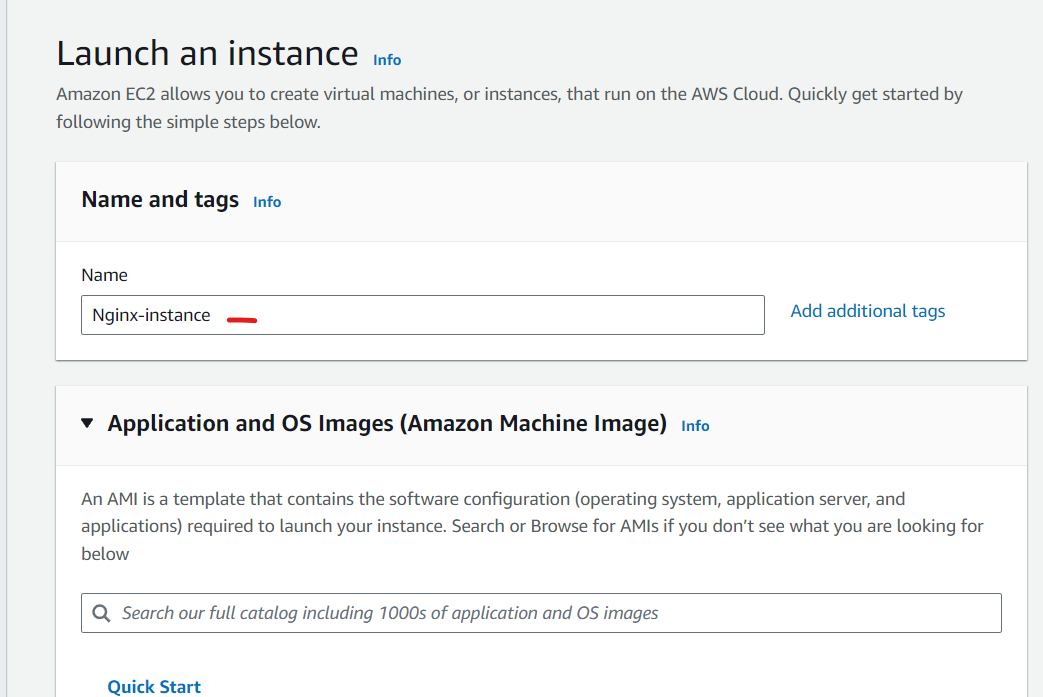 Launch an instance Info
Amazon EC2 allows you to create virtual machines, or instances, that run on the AWS Cloud. Quickly get started by
following the simple steps below.
Name and tags Info
Name
Nginx-instance
Add additional tags
Application and OS Images (Amazon Machine Image) Info
An AMI is a template that contains the software configuration (operating system, application server, and
applications) required to launch your instance. Search or Browse for AMIs if you don’t see what you are looking for
below
Search our full catalog including 1000s of application and OS images
Quick Start